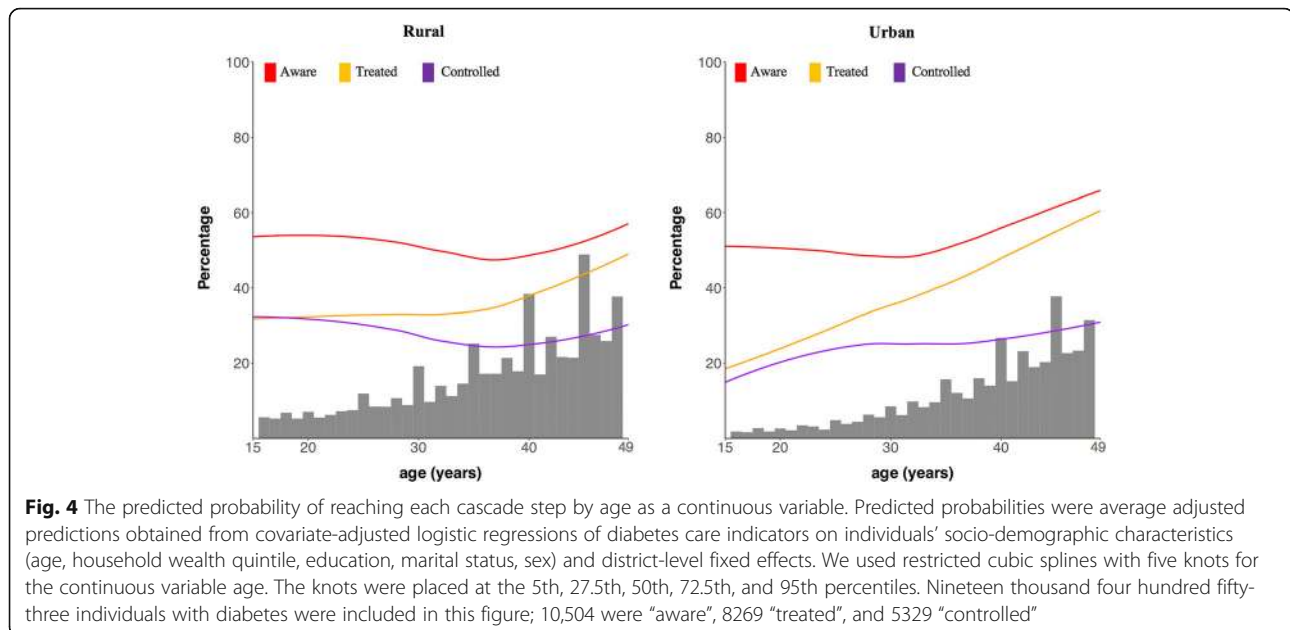 Rural
Urban
100
Aware Treated Controlled
80
60
40
20
Percentage
15 20 30 40 49
age (years)
100
Aware Treated Controlled
80
60
40
20
Percentage
15 20 30 40 49
age (years)
Fig. 4 The predicted probability of reaching each cascade step by age as a continuous variable. Predicted probabilities were average adjusted
predictions obtained from covariate-adjusted logistic regressions of diabetes care indicators on individuals’ socio-demographic characteristics
(age, household wealth quintile, education, marital status, sex) and district-level fixed effects. We used restricted cubic splines with five knots for
the continuous variable age. The knots were placed at the 5th, 27.5th, 50th, 72.5th, and 95th percentiles. Nineteen thousand four hundred fifty-
three individuals with diabetes were included in this figure; 10,504 were “aware”, 8269 “treated”, and 5329 “controlled”